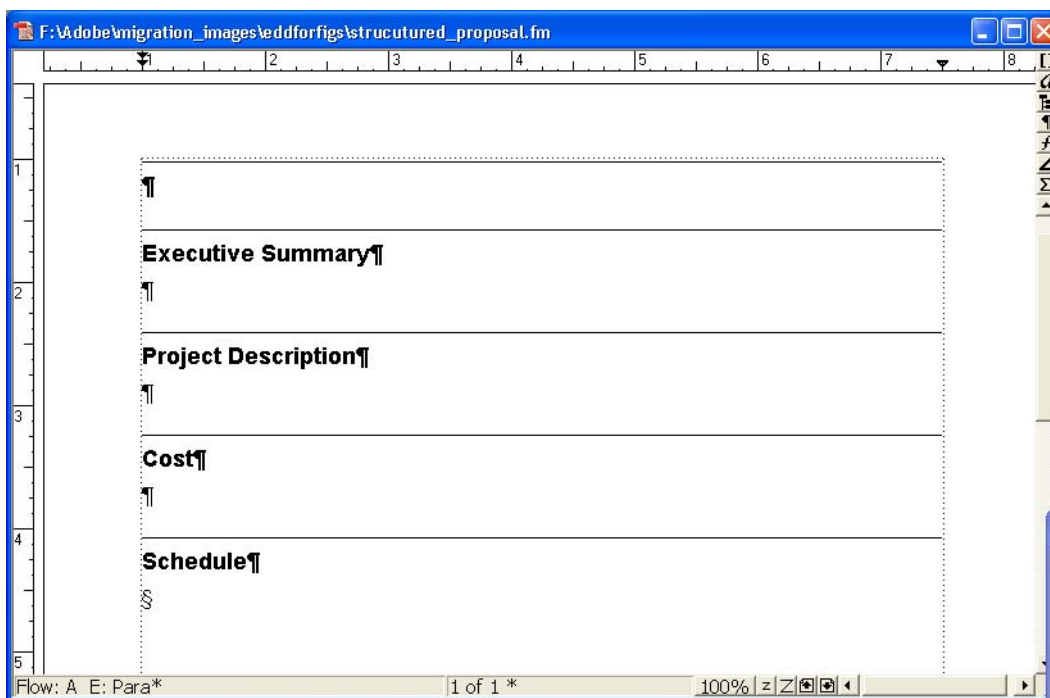 F:\Adobe\migration_images\eddforfigs\strucutured_proposal.fm
1 2 3 4 5 6 7 8
1
¶
Executive Summary¶
2
¶
Project Description¶
¶
3
Cost¶
¶
4
Schedule¶
§
5
Flow: A E: Para* 1 of 1 * 100% z Z